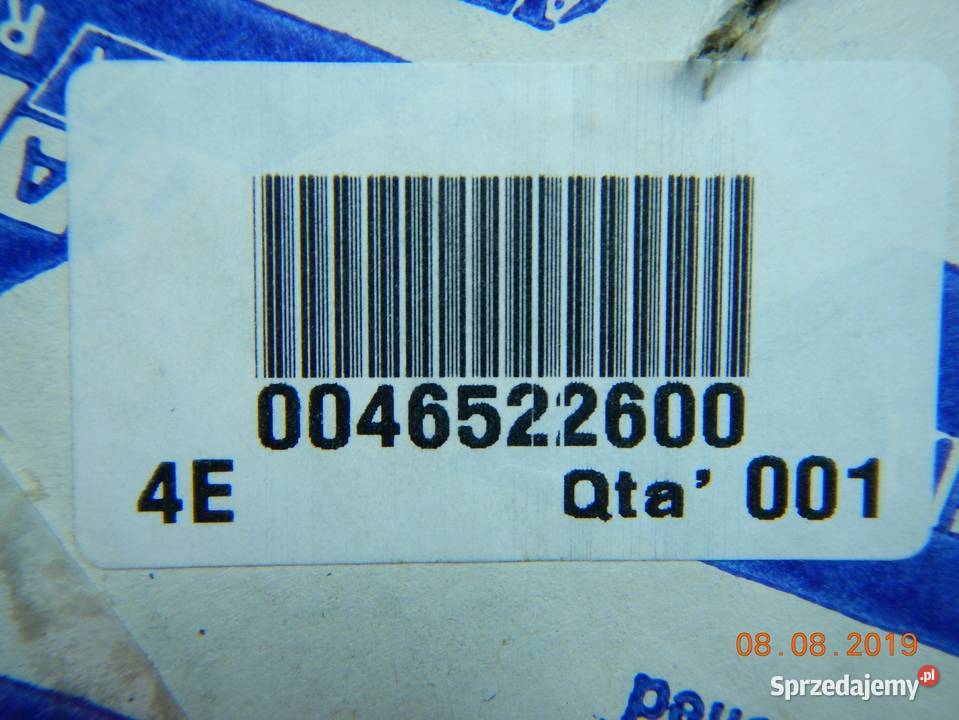 R
A
0046522600
4E Qta' 001
08.08.2019
Sprzedajemy.pl